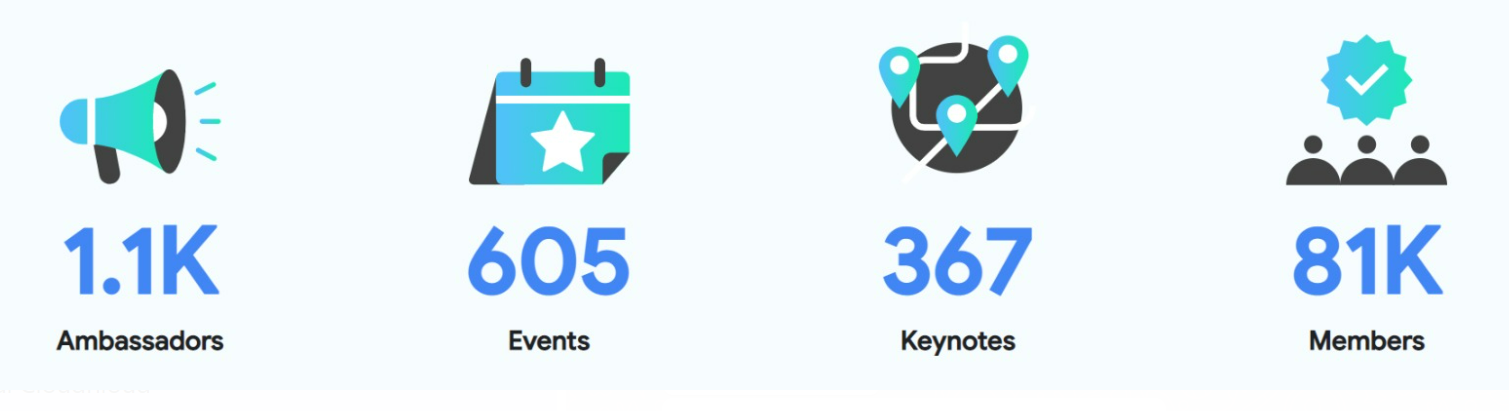 1.1K
605
367
81K
Ambassadors
Events
Keynotes
Members